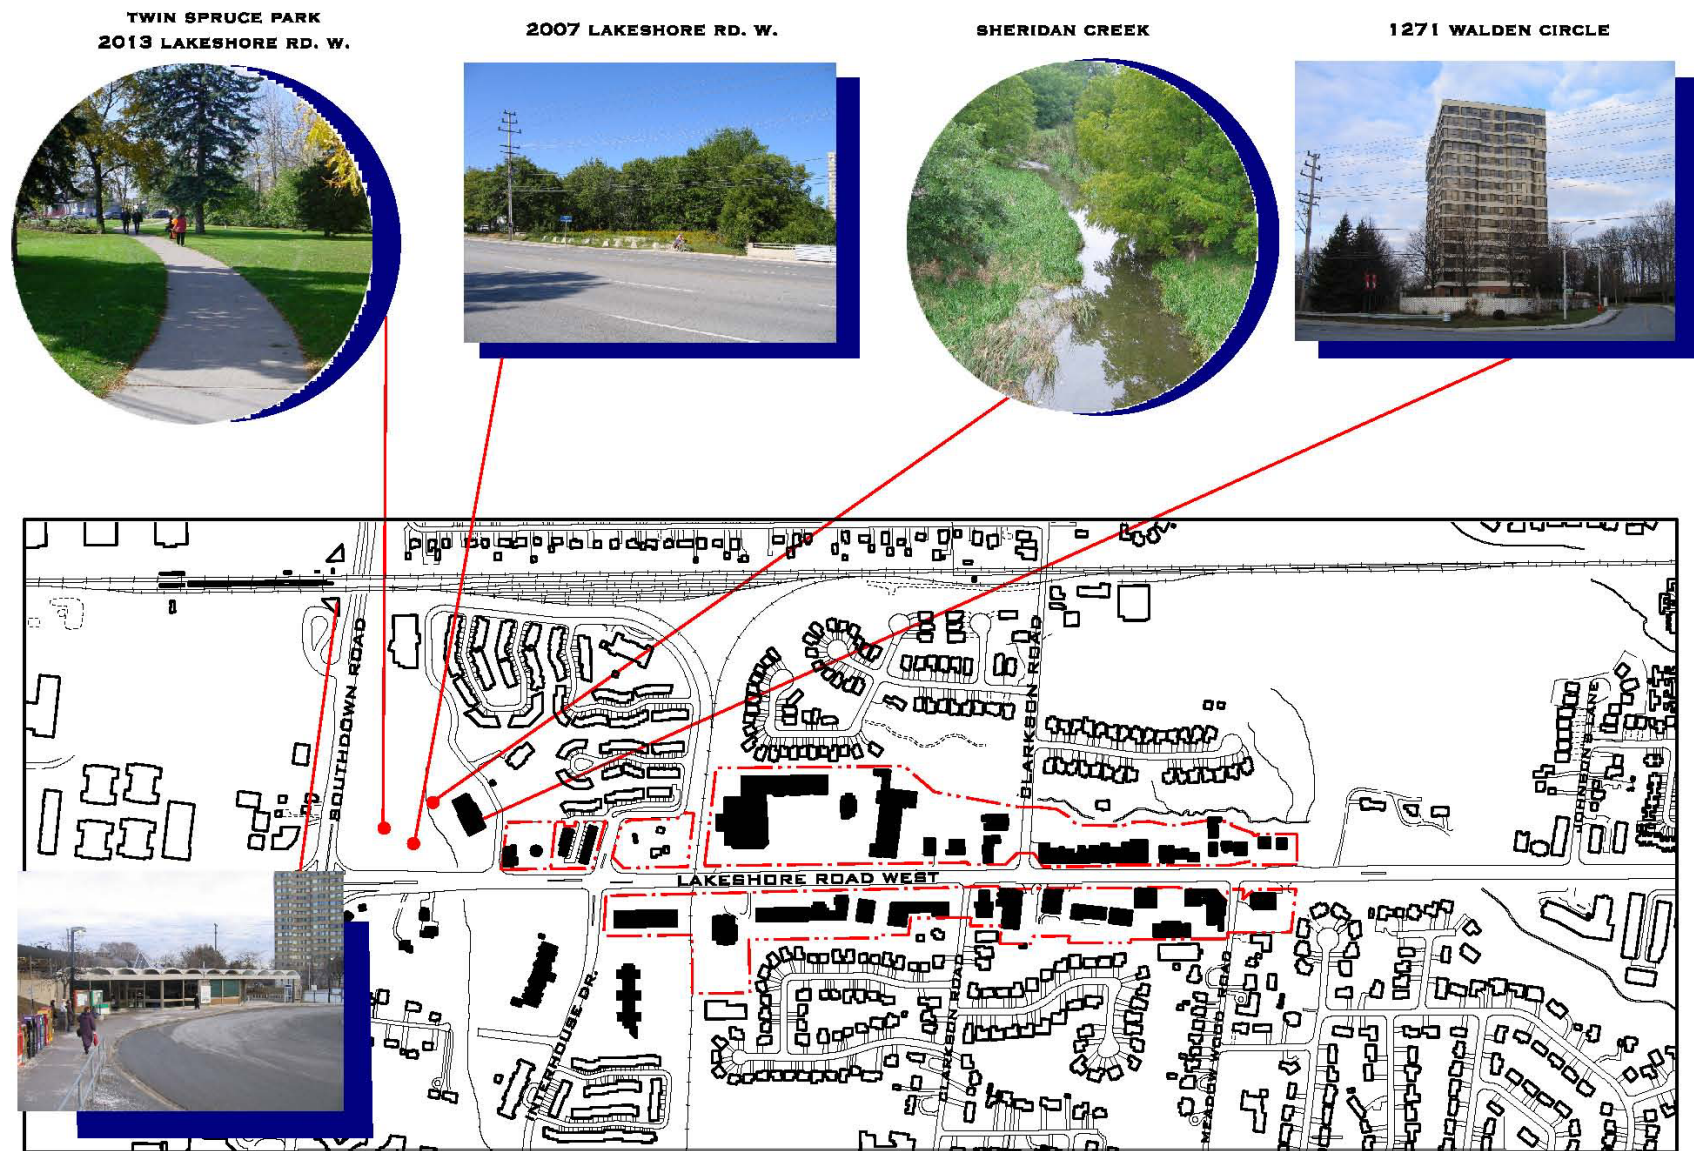 TWIN SPRUCE PARK
2013 LAKESHORE RD. W.
2007 LAKESHORE RD. W.
SHERIDAN CREEK
1271 WALDEN CIRCLE
SOUTHDOWN ROAD
CLARKSON ROAD
JOHNSON'S LANE
LAKESHORE ROAD WEST
INTERHOUSE DR.
CLARKSON ROAD
MEADOW WOOD ROAD